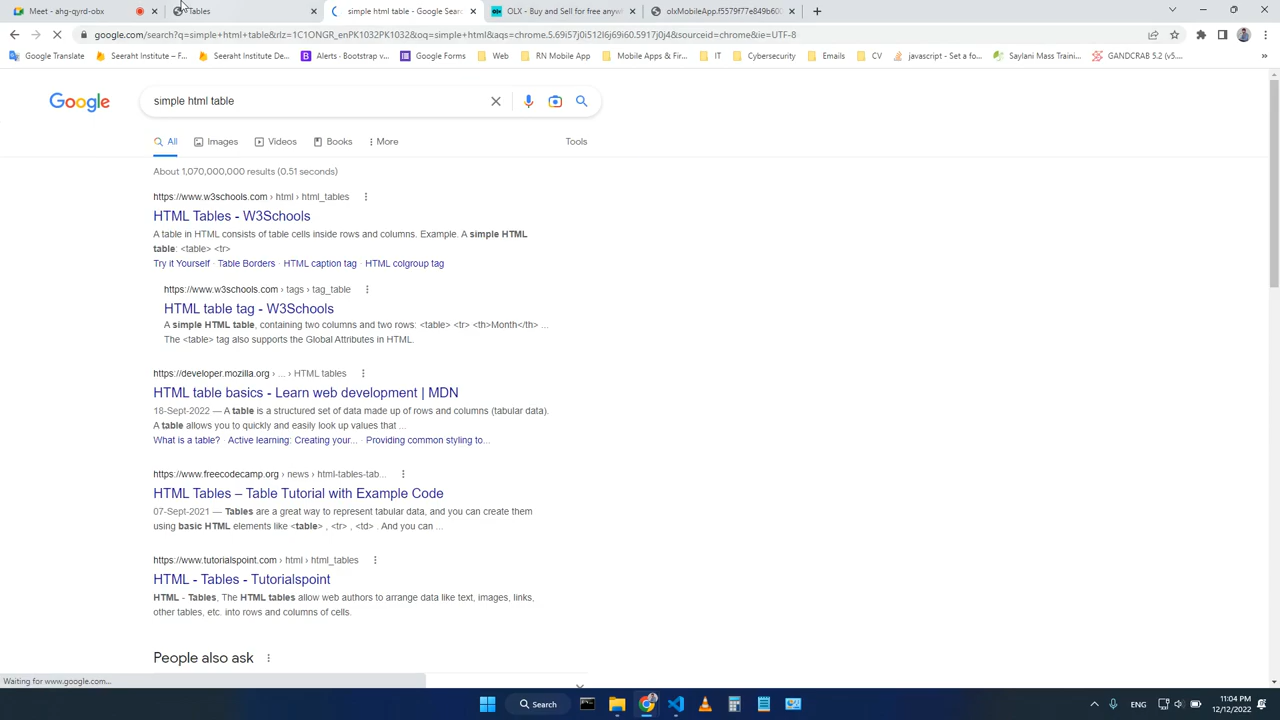 Meet - ahg-qyrd-obx
Tables
simple html table - Google Searc
OLX - Buy and Sell for free anyw
olxMobileApp.f5579f77e849b600
google.com/search?q=simple+html+table&rlz=1C1ONGR_enPK1032PK1032&oq=simple+html&aqs=chrome.5.69i57j0i512l6j69i60.5917j0j4&sourceid=chrome&ie=UTF-8
Google Translate
Seeraht Institute – F...
Seeraht Institute De...
Alerts · Bootstrap v...
Google Forms
Web
RN Mobile App
Mobile Apps & Fir...
IT
Cybersecurity
Emails
CV
javascript - Set a fo...
Saylani Mass Traini...
GANDCRAB 5.2 (v5....
Google
simple html table
All
Images
Videos
Books
More
Tools
About 1,070,000,000 results (0.51 seconds)
https://www.w3schools.com › html › html_tables
HTML Tables - W3Schools
A table in HTML consists of table cells inside rows and columns. Example. A simple HTML
table: <table> <tr>
Try it Yourself · Table Borders · HTML caption tag · HTML colgroup tag
https://www.w3schools.com › tags › tag_table
HTML table tag - W3Schools
A simple HTML table, containing two columns and two rows: <table> <tr> <th>Month</th> ...
The <table> tag also supports the Global Attributes in HTML.
https://developer.mozilla.org › ... › HTML tables
HTML table basics - Learn web development | MDN
18-Sept-2022 — A table is a structured set of data made up of rows and columns (tabular data).
A table allows you to quickly and easily look up values that ...
What is a table? · Active learning: Creating your... · Providing common styling to...
https://www.freecodecamp.org › news › html-tables-tab...
HTML Tables – Table Tutorial with Example Code
07-Sept-2021 — Tables are a great way to represent tabular data, and you can create them
using basic HTML elements like <table> , <tr> , <td> . And you can ...
https://www.tutorialspoint.com › html › html_tables
HTML - Tables - Tutorialspoint
HTML - Tables, The HTML tables allow web authors to arrange data like text, images, links,
other tables, etc. into rows and columns of cells.
People also ask
Waiting for www.google.com...
Search
ENG
11:04 PM
12/12/2022